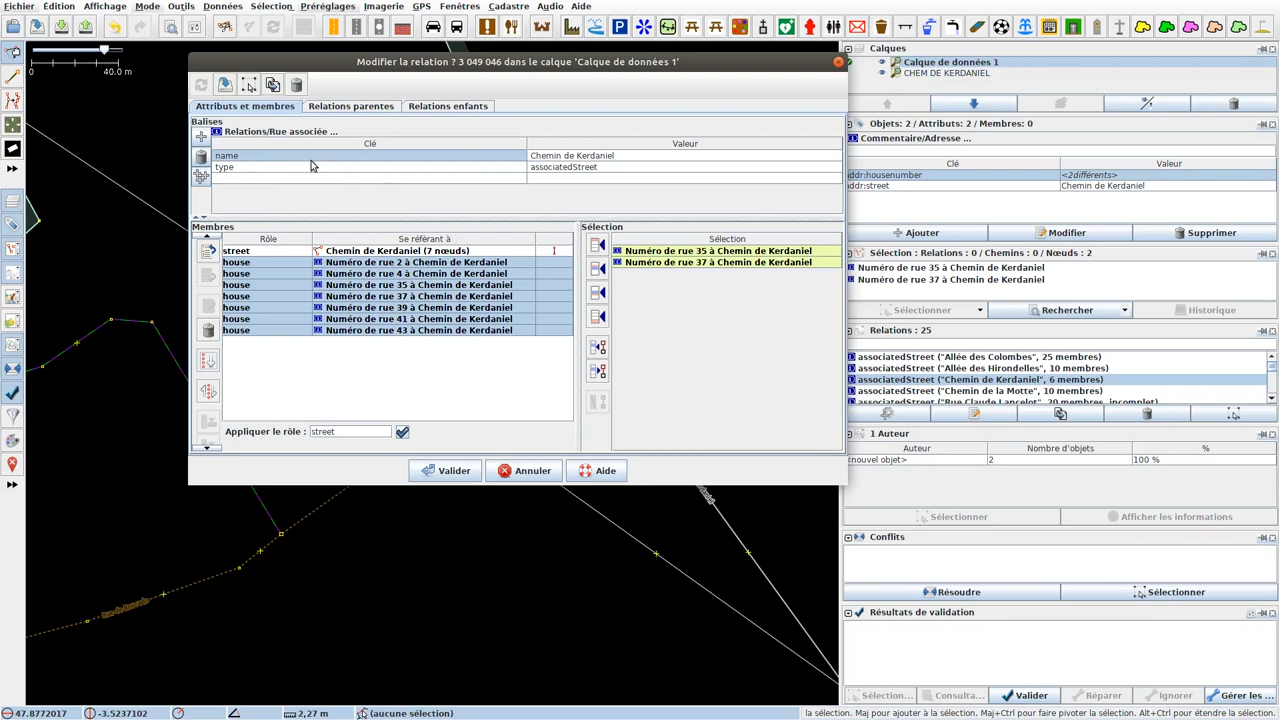 Fichier Édition Affichage Mode Outils Données Sélection Préréglages Imagerie GPS Fenêtres Cadastre Audio Aide
0 40.0 m
Modifier la relation ? 3 049 046 dans le calque 'Calque de données 1'
Attributs et membres Relations parentes Relations enfants
Balises
Relations/Rue associée ...
Clé Valeur
name Chemin de Kerdaniel
type associatedStreet
Membres
Rôle Se référant à
street Chemin de Kerdaniel (7 nœuds)
house Numéro de rue 2 à Chemin de Kerdaniel
house Numéro de rue 4 à Chemin de Kerdaniel
house Numéro de rue 35 à Chemin de Kerdaniel
house Numéro de rue 37 à Chemin de Kerdaniel
house Numéro de rue 39 à Chemin de Kerdaniel
house Numéro de rue 41 à Chemin de Kerdaniel
house Numéro de rue 43 à Chemin de Kerdaniel
Appliquer le rôle : street
Sélection
Sélection
Numéro de rue 35 à Chemin de Kerdaniel
Numéro de rue 37 à Chemin de Kerdaniel
Valider Annuler Aide
Calques
Calque de données 1
CHEM DE KERDANIEL
Objets: 2 / Attributs: 2 / Membres: 0
Commentaire/Adresse ...
Clé Valeur
addr:housenumber <2différents>
addr:street Chemin de Kerdaniel
Ajouter Modifier Supprimer
Sélection : Relations : 0 / Chemins : 0 / Nœuds : 2
Numéro de rue 35 à Chemin de Kerdaniel
Numéro de rue 37 à Chemin de Kerdaniel
Sélectionner Rechercher Historique
Relations : 25
associatedStreet ("Allée des Colombes", 25 membres)
associatedStreet ("Allée des Hirondelles", 10 membres)
associatedStreet ("Chemin de Kerdaniel", 6 membres)
associatedStreet ("Chemin de la Motte", 10 membres)
associatedStreet ("Rue Claude Lancelot", 20 membres, incomplet)
1 Auteur
Auteur Nombre d'objets %
<nouvel objet> 2 100 %
Sélectionner Afficher les informations
Conflits
Résoudre Sélectionner
Résultats de validation
Sélection... Consulta... Valider Réparer Ignorer Gérer les ...
47.8772017 -3.5237102 2,27 m (aucune sélection) la sélection. Maj pour ajouter à la sélection. Maj+Ctrl pour faire pivoter la sélection. Alt+Ctrl pour étendre la sélection.